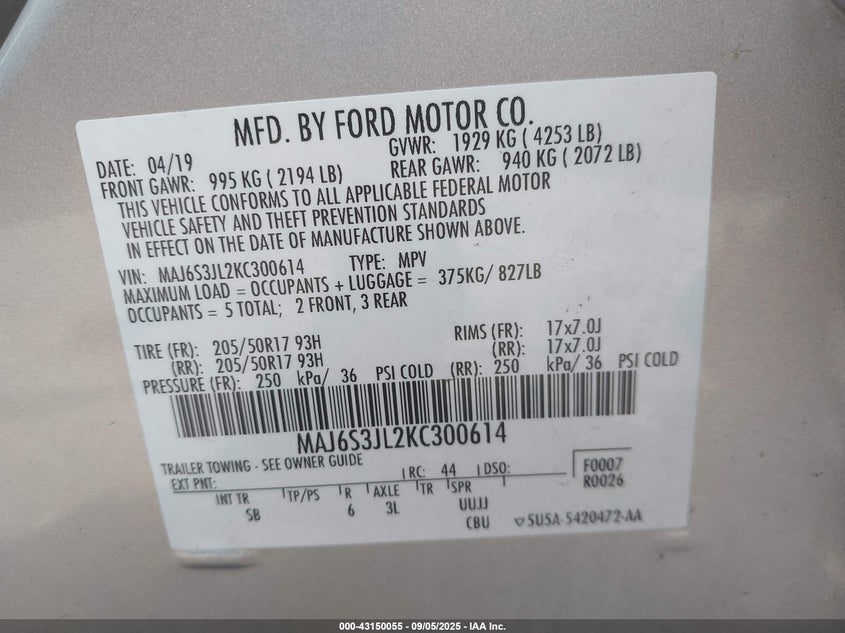 MFD. BY FORD MOTOR CO.
DATE: 04/19 GVWR: 1929 KG ( 4253 LB)
FRONT GAWR: 995 KG ( 2194 LB) REAR GAWR: 940 KG ( 2072 LB)
THIS VEHICLE CONFORMS TO ALL APPLICABLE FEDERAL MOTOR
VEHICLE SAFETY AND THEFT PREVENTION STANDARDS
IN EFFECT ON THE DATE OF MANUFACTURE SHOWN ABOVE.
VIN: MAJ6S3JL2KC300614 TYPE: MPV
MAXIMUM LOAD = OCCUPANTS + LUGGAGE = 375KG/ 827LB
OCCUPANTS = 5 TOTAL; 2 FRONT, 3 REAR
TIRE (FR): 205/50R17 93H RIMS (FR): 17x7.0J
(RR): 205/50R17 93H (RR): 17x7.0J
PRESSURE (FR): 250 kPa/ 36 PSI COLD (RR): 250 kPa/ 36 PSI COLD
MAJ6S3JL2KC300614
TRAILER TOWING - SEE OWNER GUIDE
EXT PNT: RC: 44 DSO: F0007
R0026
INT TR TP/PS R AXLE TR SPR
SB 6 3L UUJJ
CBU 5U5A-5420472-AA
000-43150055 - 09/05/2025 - IAA Inc.